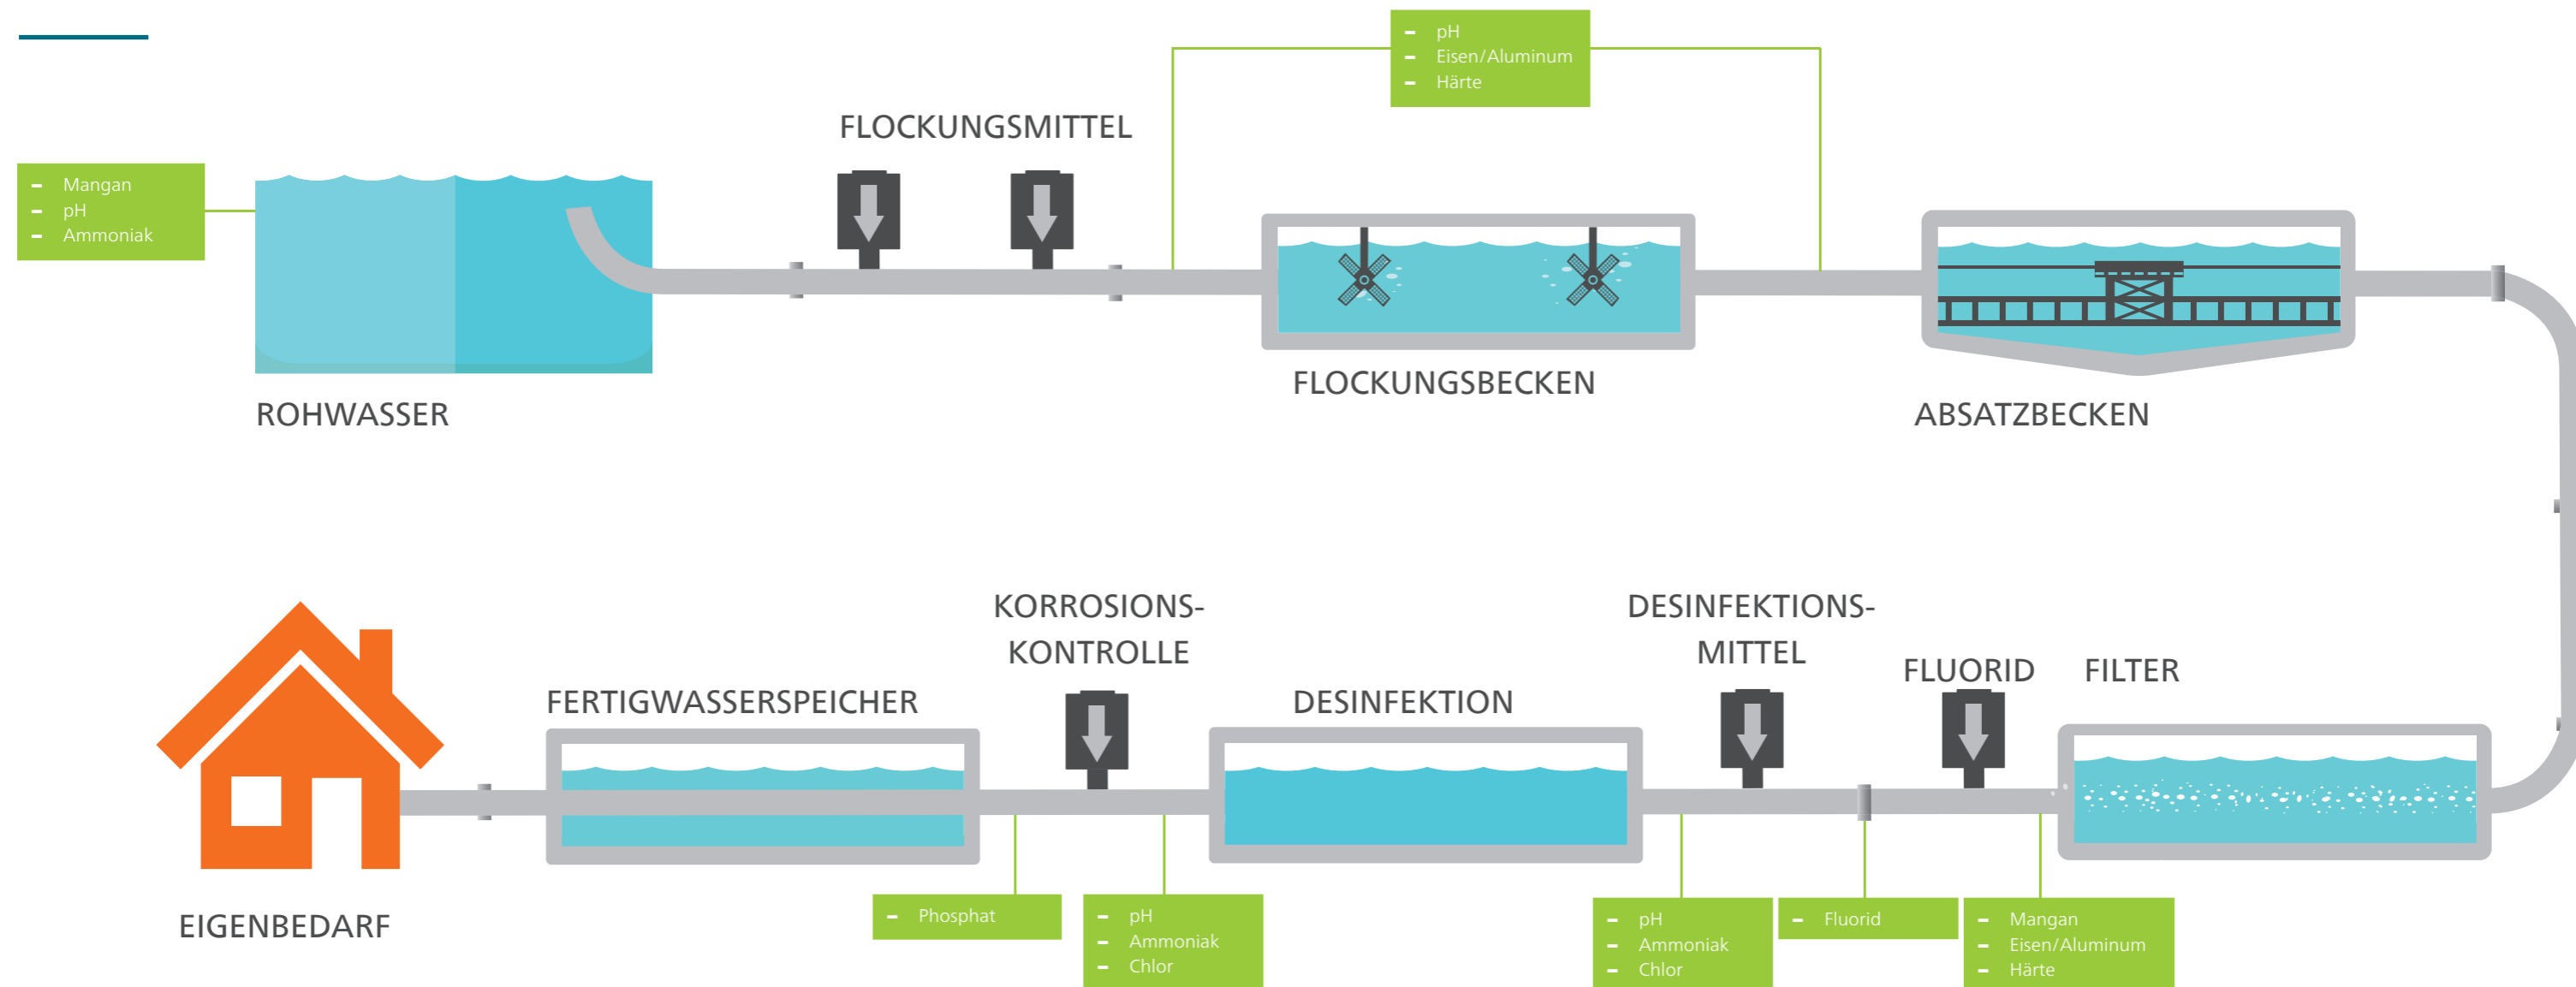 – pH
– Eisen/Aluminum
– Härte
FLOCKUNGSMITTEL
– Mangan
– pH
– Ammoniak
ROHWASSER
FLOCKUNGSBECKEN
ABSATZBECKEN
KORROSIONS-
KONTROLLE
DESINFEKTIONS-
MITTEL
FLUORID
FILTER
FERTIGWASSERSPEICHER
DESINFEKTION
EIGENBEDARF
– Phosphat
– pH
– Ammoniak
– Chlor
– pH
– Ammoniak
– Chlor
– Fluorid
– Mangan
– Eisen/Aluminum
– Härte